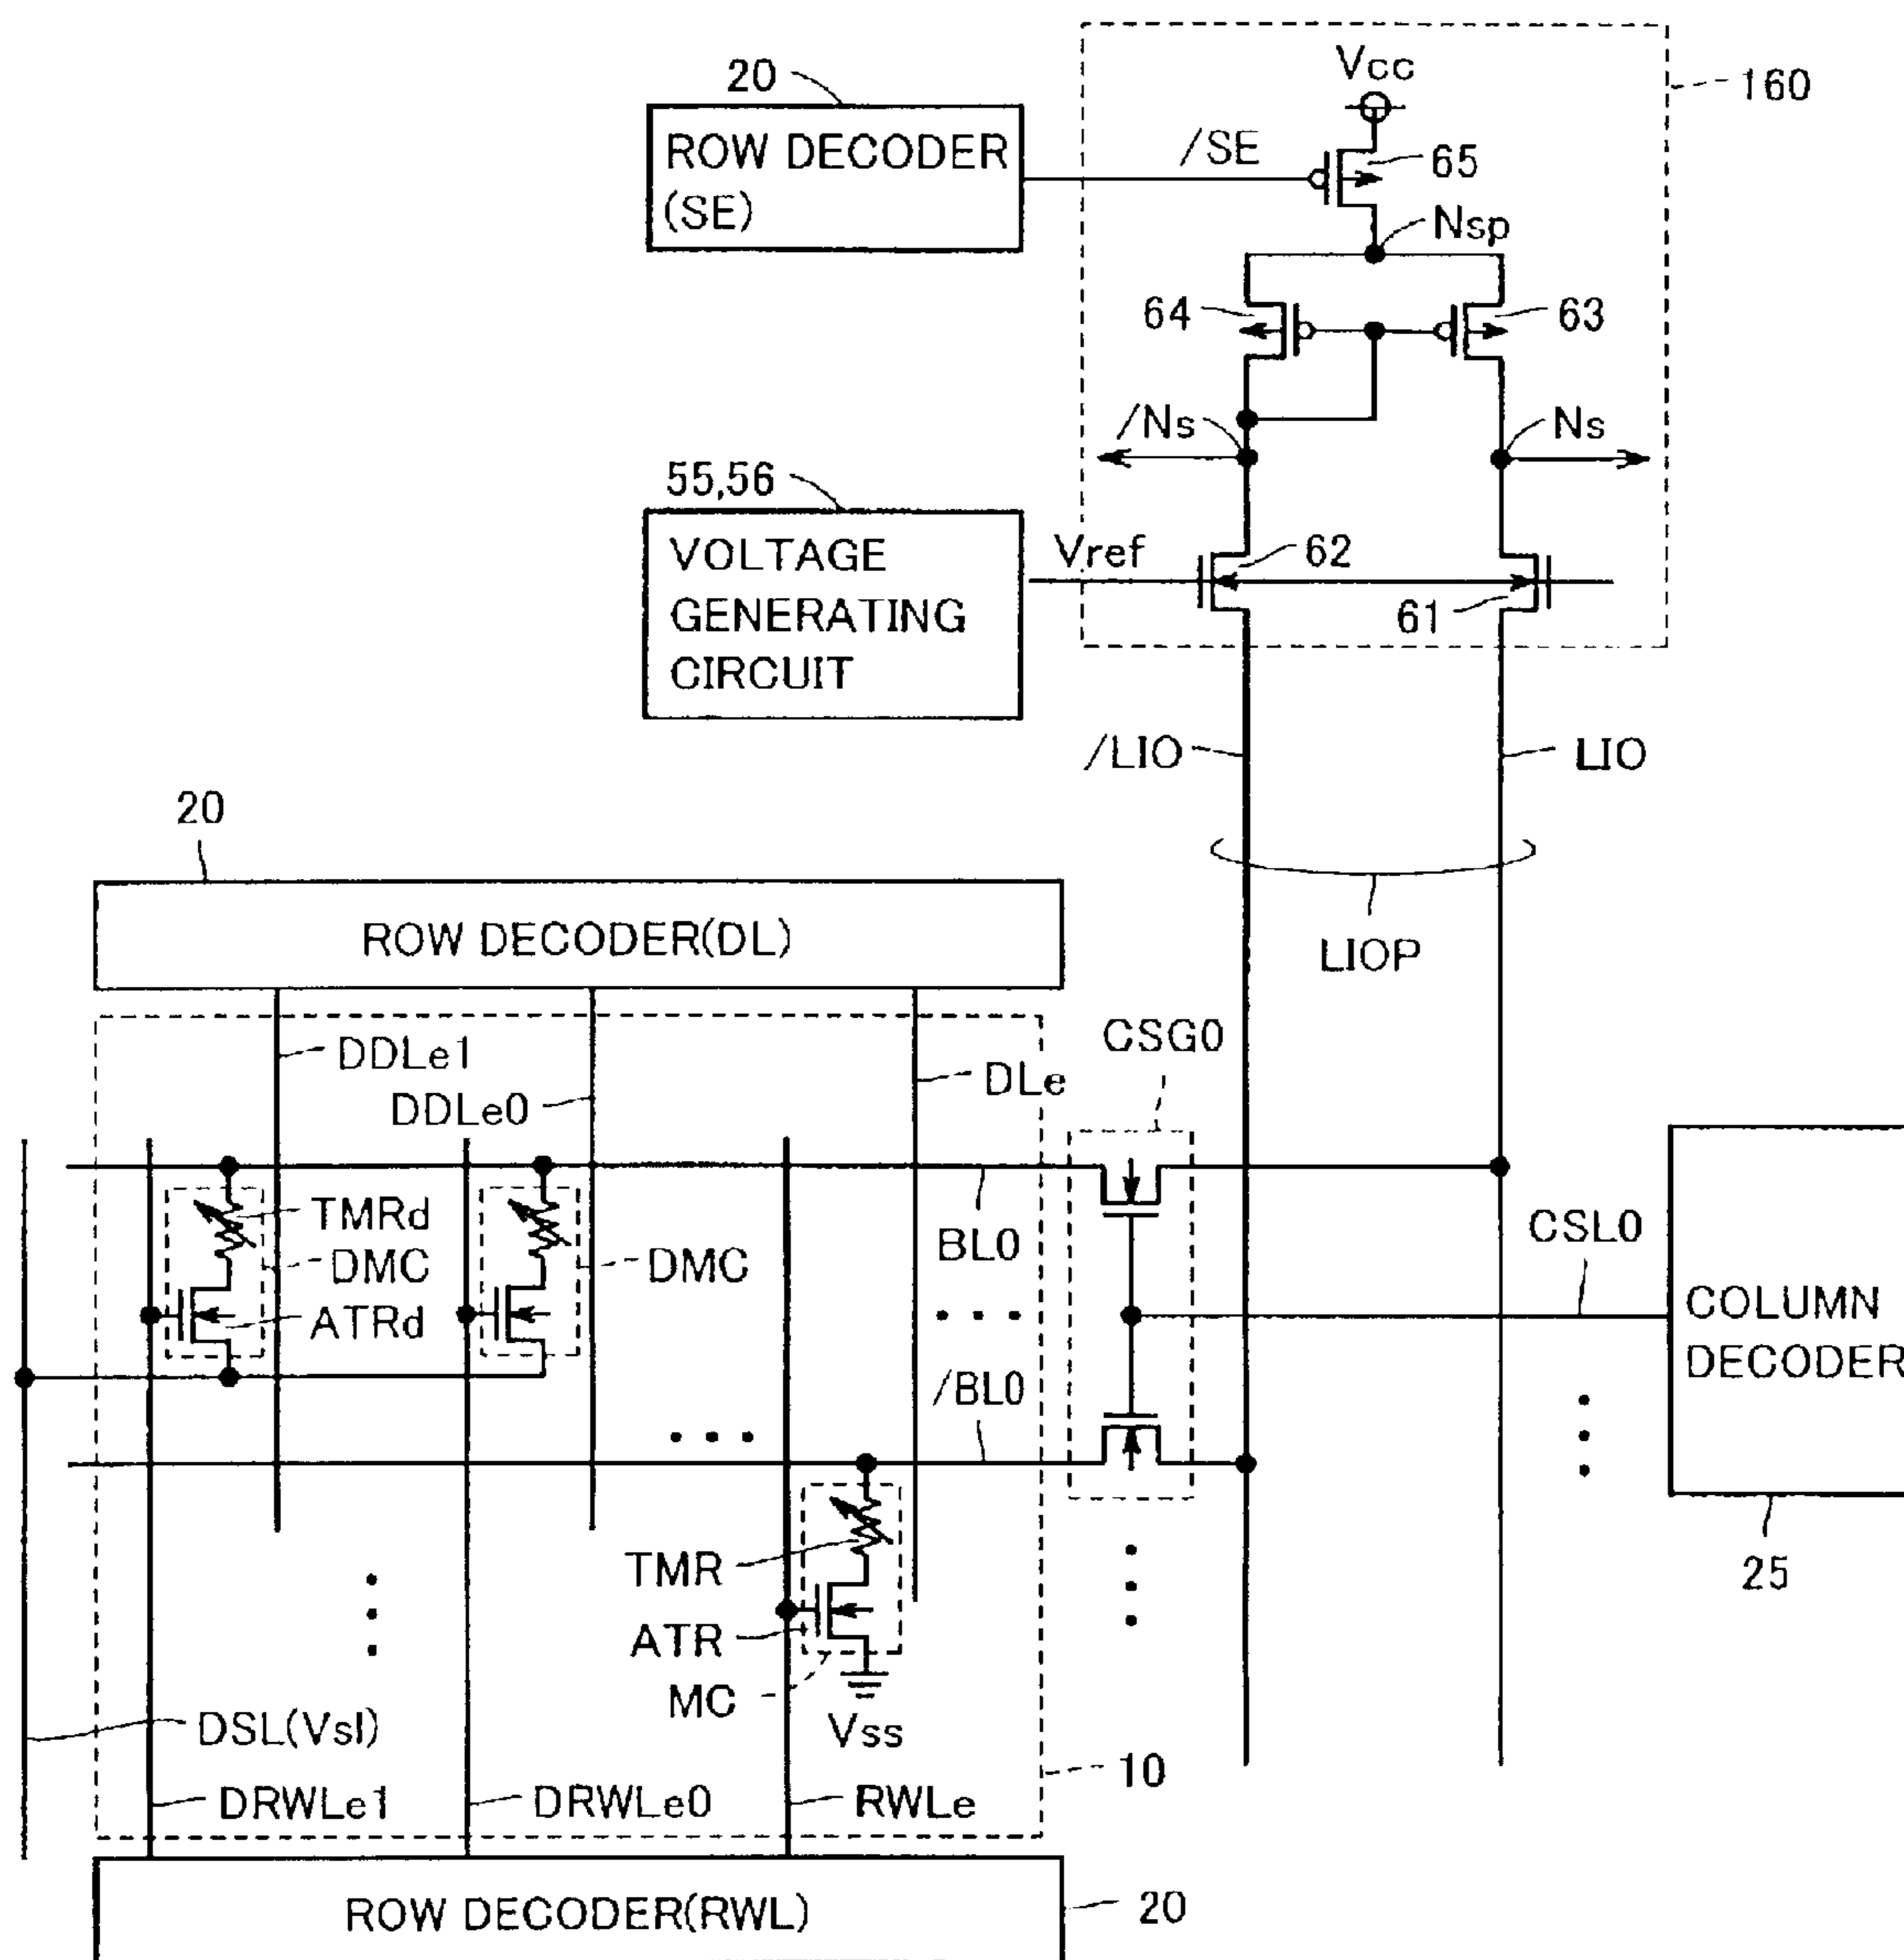 160
Vcc
20
ROW DECODER
(SE)
/SE
65
Nsp
64
63
/Ns
Ns
55,56
VOLTAGE
GENERATING
CIRCUIT
Vref
62
61
/LIO
LIO
LIOP
20
ROW DECODER(DL)
DDLe1
DDLe0
DLe
CSG0
TMRd
DMC
ATRd
DMC
BL0
/BL0
CSL0
COLUMN
DECODER
25
TMR
ATR
MC
Vss
DSL(Vsl)
DRWLe1
DRWLe0
RWLe
10
ROW DECODER(RWL)
20